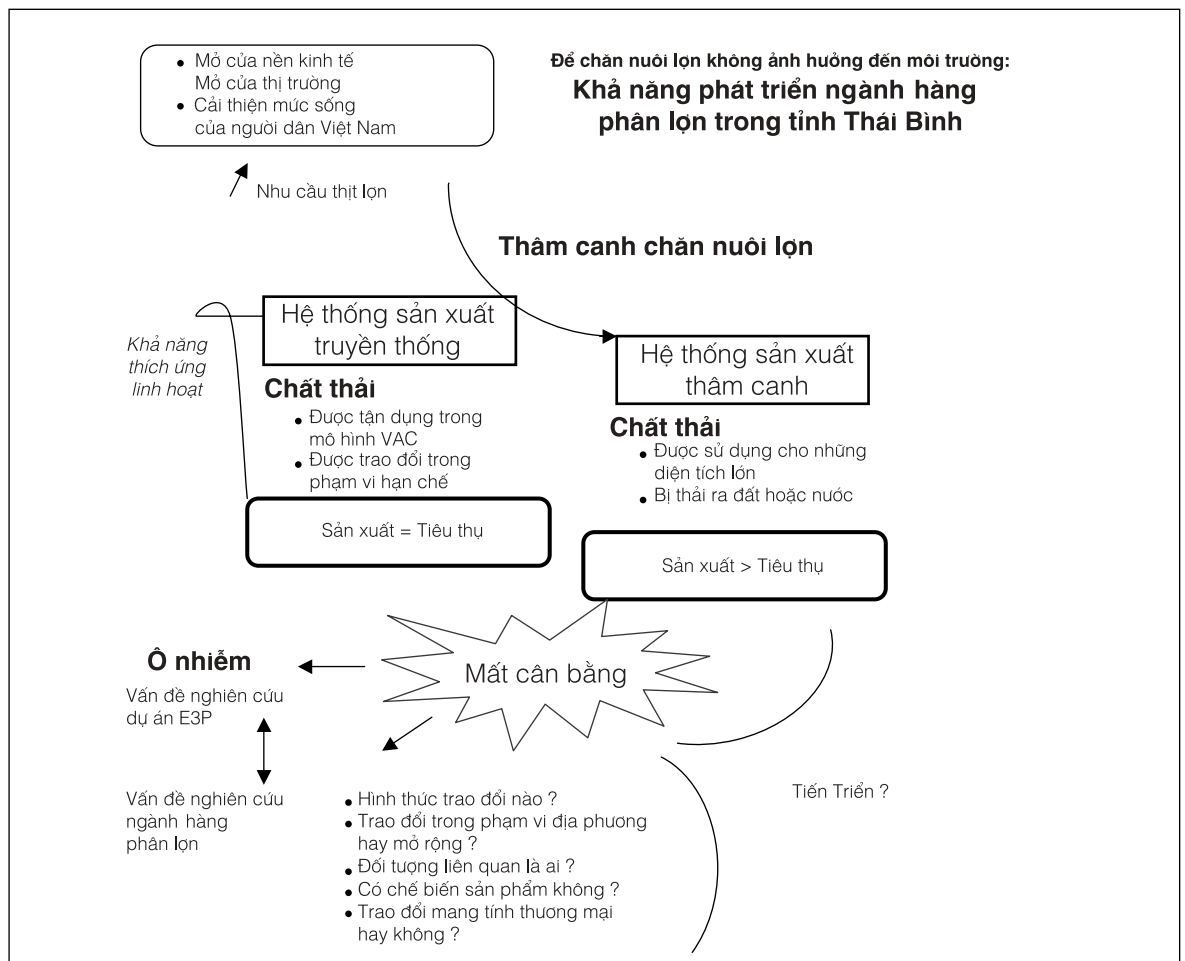 • Mở cửa nền kinh tế
Mở cửa thị trường
• Cải thiện mức sống
của người dân Việt Nam
Để chăn nuôi lợn không ảnh hưởng đến môi trường:
Khả năng phát triển ngành hàng
phân lợn trong tỉnh Thái Bình
Nhu cầu thịt lợn
Thâm canh chăn nuôi lợn
Hệ thống sản xuất
truyền thống
Khả năng
thích ứng
linh hoạt
Hệ thống sản xuất
thâm canh
Chất thải
• Được tận dụng trong
mô hình VAC
• Được trao đổi trong
phạm vi hạn chế
Chất thải
• Được sử dụng cho những
diện tích lớn
• Bị thải ra đất hoặc nước
Sản xuất = Tiêu thụ
Sản xuất > Tiêu thụ
Mất cân bằng
Ô nhiễm
Vấn đề nghiên cứu
dự án E3P
Vấn đề nghiên cứu
ngành hàng
phân lợn
• Hình thức trao đổi nào ?
• Trao đổi trong phạm vi địa phương
hay mở rộng ?
• Đối tượng liên quan là ai ?
• Có chế biến sản phẩm không ?
• Trao đổi mang tính thương mại
hay không ?
Tiến Triển ?